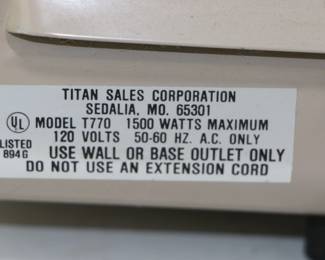 TITAN SALES CORPORATION
SEDALIA, MO. 65301
UL MODEL T770 1500 WATTS MAXIMUM
LISTED 120 VOLTS 50-60 HZ. A.C. ONLY
894G USE WALL OR BASE OUTLET ONLY
DO NOT USE AN EXTENSION CORD